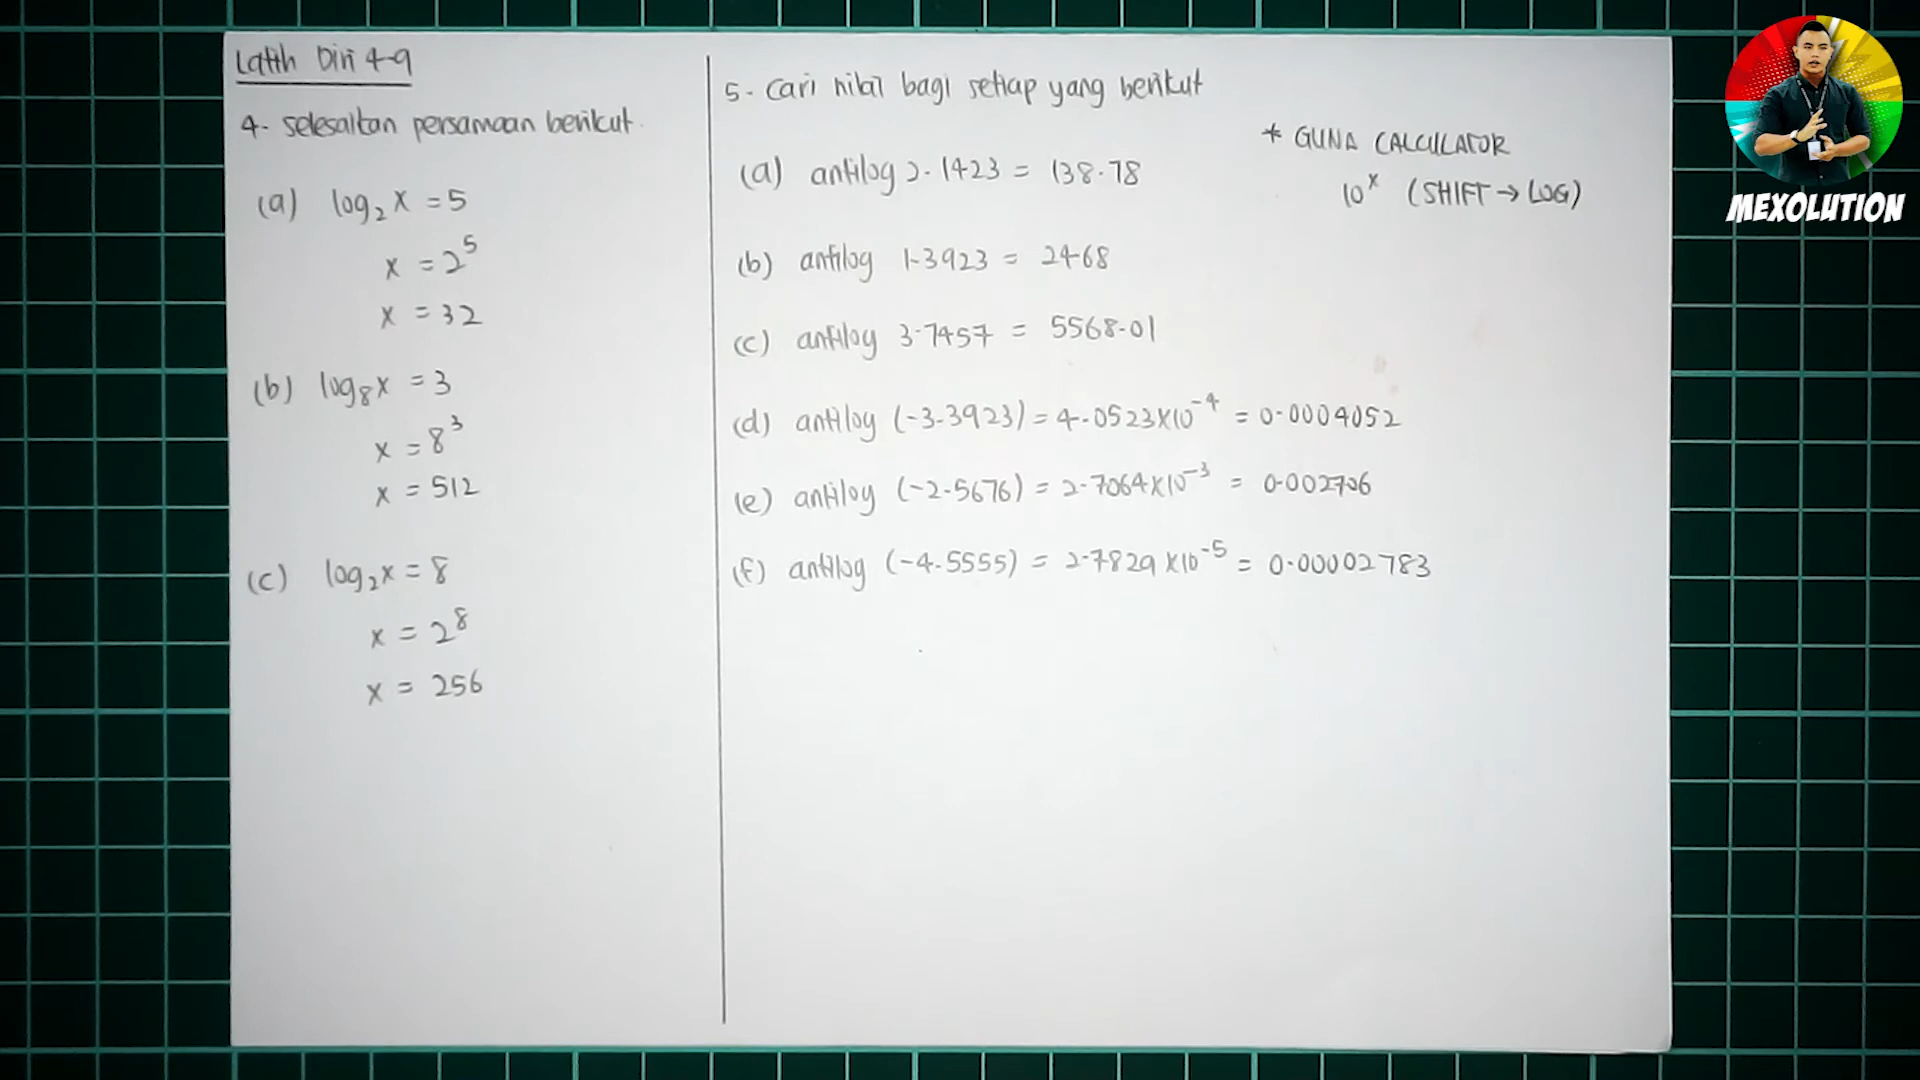 Latih Diri 4.9
4. Selesaikan persamaan berikut.
(a) log₂ x = 5
x = 2⁵
x = 32
(b) log₈ x = 3
x = 8³
x = 512
(c) log₂ x = 8
x = 2⁸
x = 256
5. Cari nilai bagi setiap yang berikut
* GUNA CALCULATOR
10ˣ (SHIFT → LOG)
(a) antilog 2.1423 = 138.78
(b) antilog 1.3923 = 24.68
(c) antilog 3.7457 = 5568.01
(d) antilog (-3.3923) = 4.0523×10⁻⁴ = 0.0004052
(e) antilog (-2.5676) = 2.7064×10⁻³ = 0.002706
(f) antilog (-4.5555) = 2.7829×10⁻⁵ = 0.00002783
MEXOLUTION